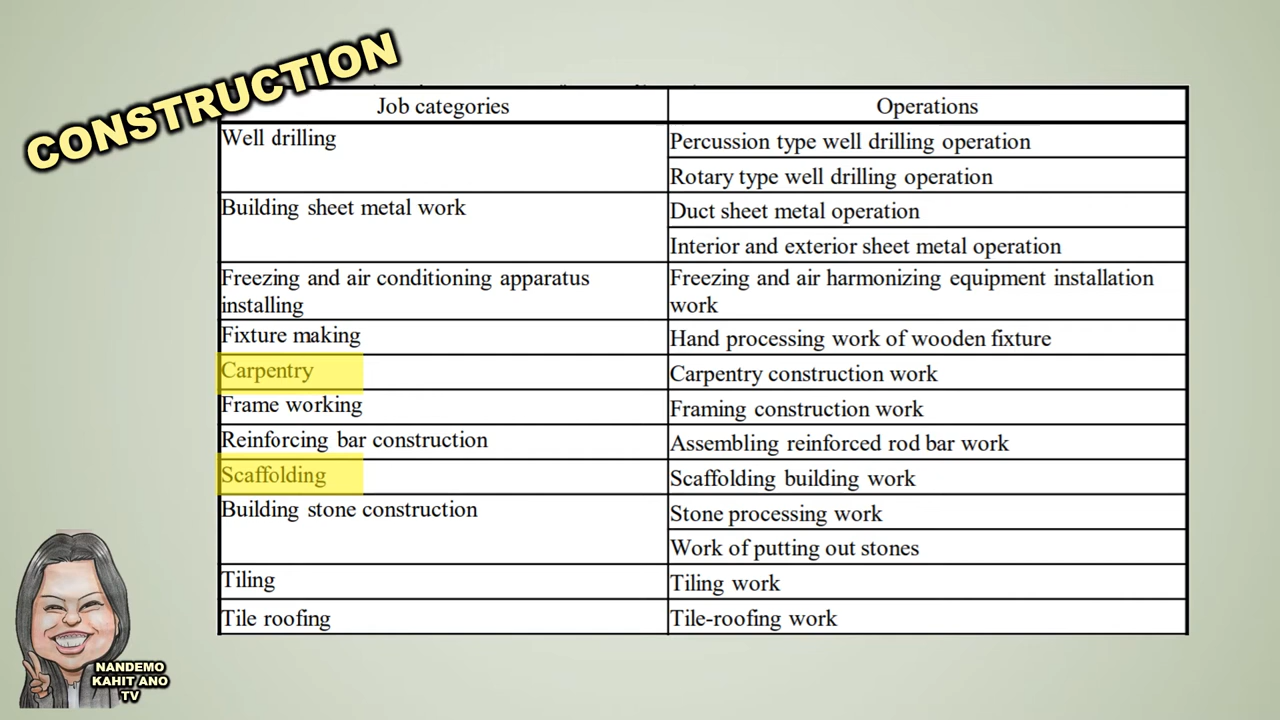 CONSTRUCTION
Job categories Operations
Well drilling Percussion type well drilling operation
Rotary type well drilling operation
Building sheet metal work Duct sheet metal operation
Interior and exterior sheet metal operation
Freezing and air conditioning apparatus Freezing and air harmonizing equipment installation
installing work
Fixture making Hand processing work of wooden fixture
Carpentry Carpentry construction work
Frame working Framing construction work
Reinforcing bar construction Assembling reinforced rod bar work
Scaffolding Scaffolding building work
Building stone construction Stone processing work
Work of putting out stones
Tiling Tiling work
Tile roofing Tile-roofing work
NANDEMO
KAHIT ANO
TV